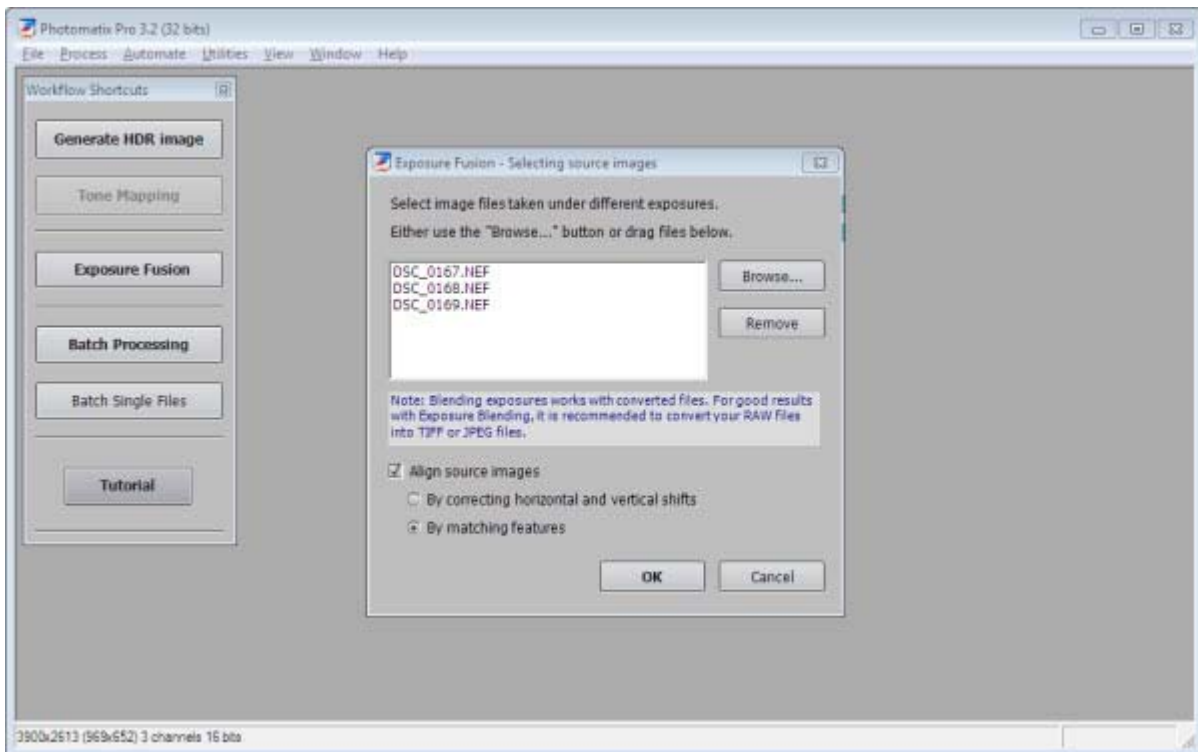 Photomatix Pro 3.2 (32 bits)
File Process Automate Utilities View Window Help
Workflow Shortcuts
Generate HDR image
Tone Mapping
Exposure Fusion
Batch Processing
Batch Single Files
Tutorial
Exposure Fusion - Selecting source images
Select image files taken under different exposures.
Either use the "Browse..." button or drag files below.
DSC_0167.NEF
DSC_0168.NEF
DSC_0169.NEF
Browse...
Remove
Note: Blending exposures works with converted files. For good results
with Exposure Blending, it is recommended to convert your RAW files
into TIFF or JPEG files.
Align source images
By correcting horizontal and vertical shifts
By matching features
OK
Cancel
3900x2613 (969x652) 3 channels 16 bits